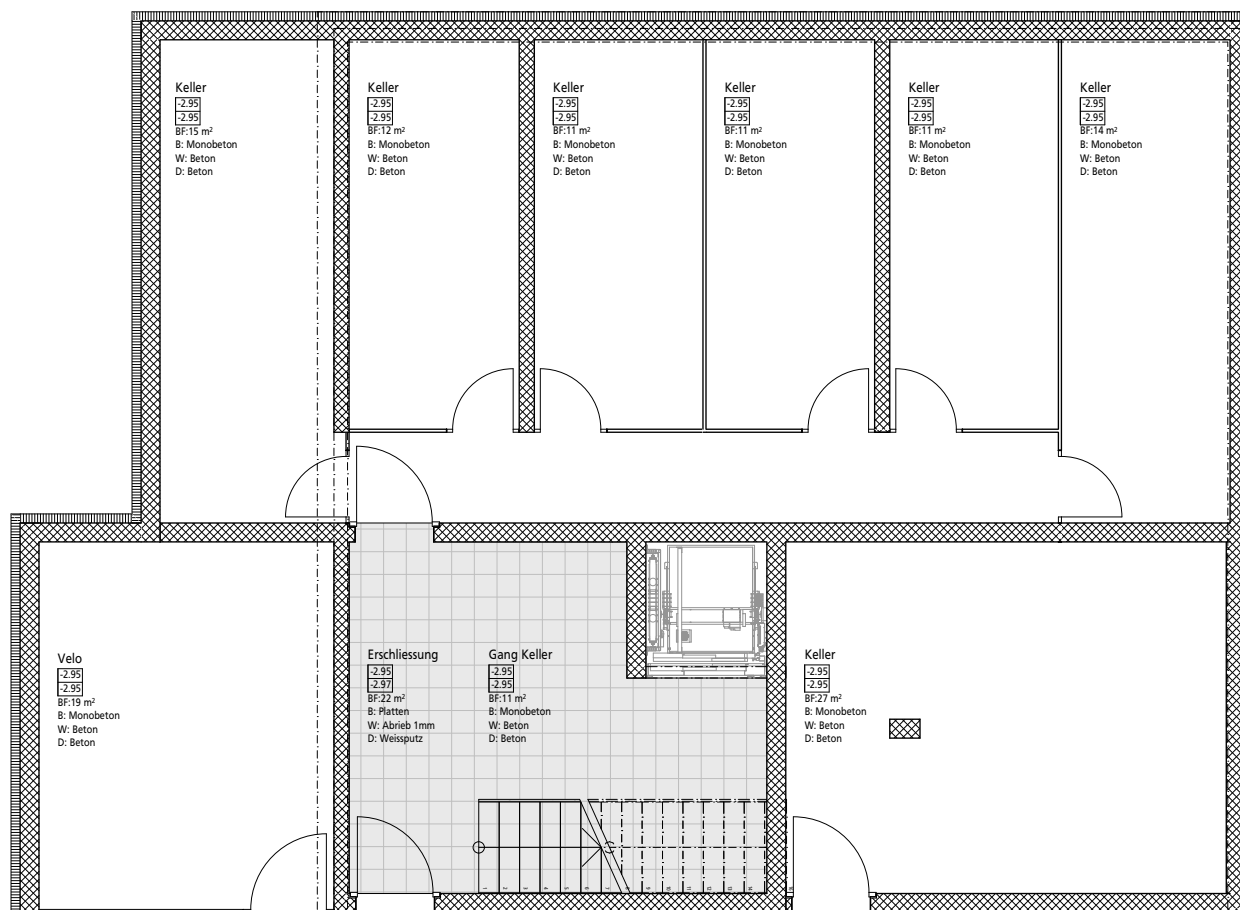 Keller
-2.95
-2.95
BF:15 m²
B: Monobeton
W: Beton
D: Beton
Keller
-2.95
-2.95
BF:12 m²
B: Monobeton
W: Beton
D: Beton
Keller
-2.95
-2.95
BF:11 m²
B: Monobeton
W: Beton
D: Beton
Keller
-2.95
-2.95
BF:11 m²
B: Monobeton
W: Beton
D: Beton
Keller
-2.95
-2.95
BF:11 m²
B: Monobeton
W: Beton
D: Beton
Keller
-2.95
-2.95
BF:14 m²
B: Monobeton
W: Beton
D: Beton
Velo
-2.95
-2.95
BF:19 m²
B: Monobeton
W: Beton
D: Beton
Erschliessung
-2.95
-2.97
BF:22 m²
B: Platten
W: Abrieb 1mm
D: Weissputz
Gang Keller
-2.95
-2.95
BF:11 m²
B: Monobeton
W: Beton
D: Beton
Keller
-2.95
-2.95
BF:27 m²
B: Monobeton
W: Beton
D: Beton